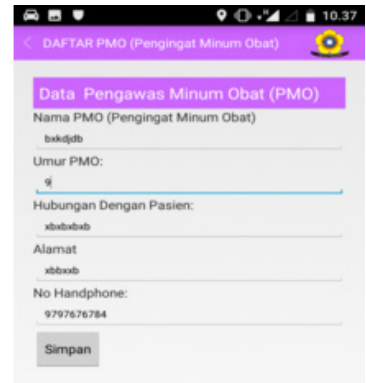 10.37
< DAFTAR PMO (Pengingat Minum Obat)
Data Pengawas Minum Obat (PMO)
Nama PMO (Pengingat Minum Obat)
bxkdjdb
Umur PMO:
9
Hubungan Dengan Pasien:
xbxbxbxb
Alamat
xbbxxb
No Handphone:
9797676784
Simpan